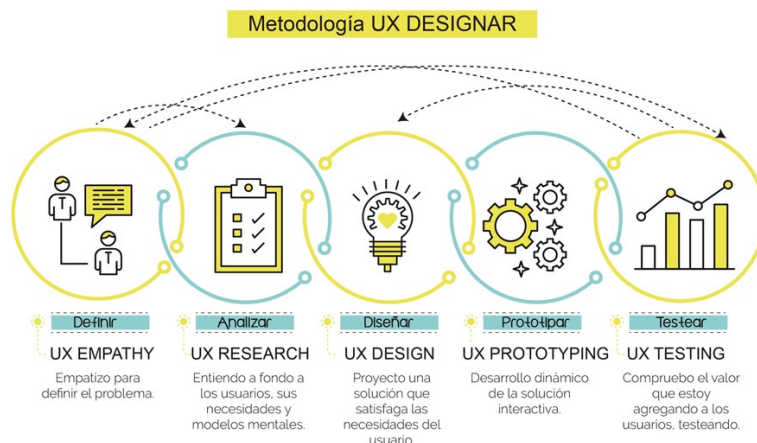 Metodología UX DESIGNAR
Definir
UX EMPATHY
Empatizo para
definir el problema.
Analizar
UX RESEARCH
Entiendo a fondo a
los usuarios, sus
necesidades y
modelos mentales.
Diseñar
UX DESIGN
Proyecto una
solución que
satisfaga las
necesidades del
usuario
Prototipar
UX PROTOTYPING
Desarrollo dinámico
de la solución
interactiva.
Testear
UX TESTING
Compruebo el valor
que estoy
agregando a los
usuarios, testeando.